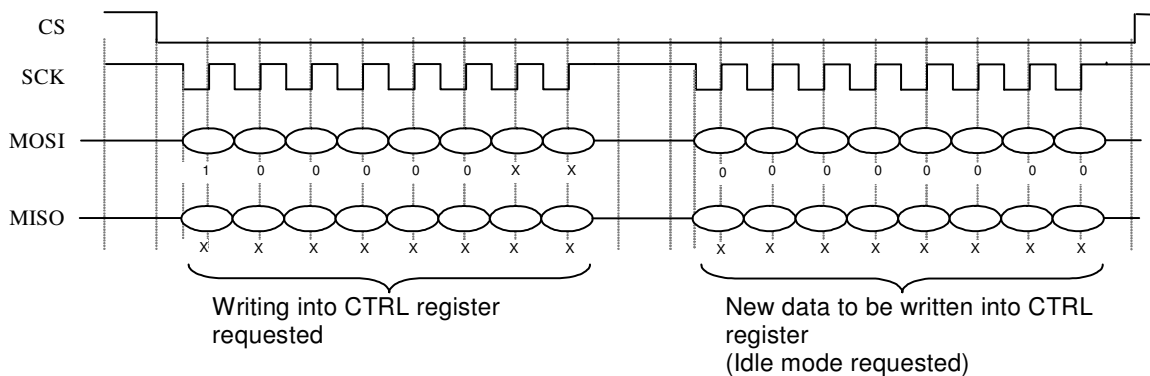 CS
SCK
MOSI
1 0 0 0 0 0 X X 0 0 0 0 0 0 0 0
MISO
X X X X X X X X X X X X X X X X
Writing into CTRL register
requested
New data to be written into CTRL
register
(Idle mode requested)